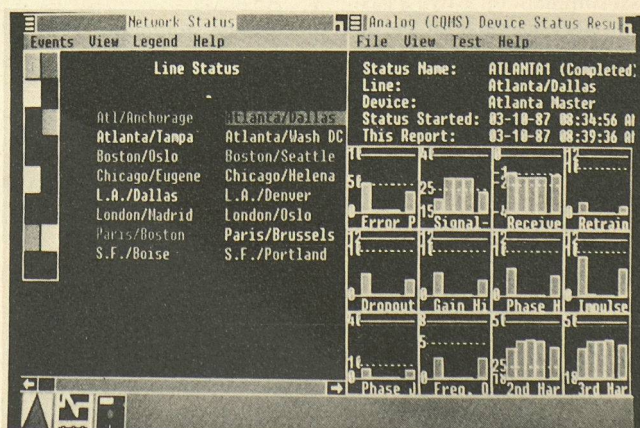 Network Status
Events View Legend Help
Line Status
Atl/Anchorage Atlanta/Dallas
Atlanta/Tampa Atlanta/Wash DC
Boston/Oslo Boston/Seattle
Chicago/Eugene Chicago/Helena
L.A./Dallas L.A./Denver
London/Madrid London/Oslo
Paris/Boston Paris/Brussels
S.F./Boise S.F./Portland
Analog (CQMS) Device Status Resul
File View Test Help
Status Name: ATLANTA1 (Completed
Line: Atlanta/Dallas
Device: Atlanta Master
Status Started: 03-10-87 08:34:56 AM
This Report: 03-10-87 08:39:36 AM
Error P Signal- Receive Retrain
Dropout Gain Hi Phase H Impulse
Phase J Freq. O 2nd Har 3rd Har